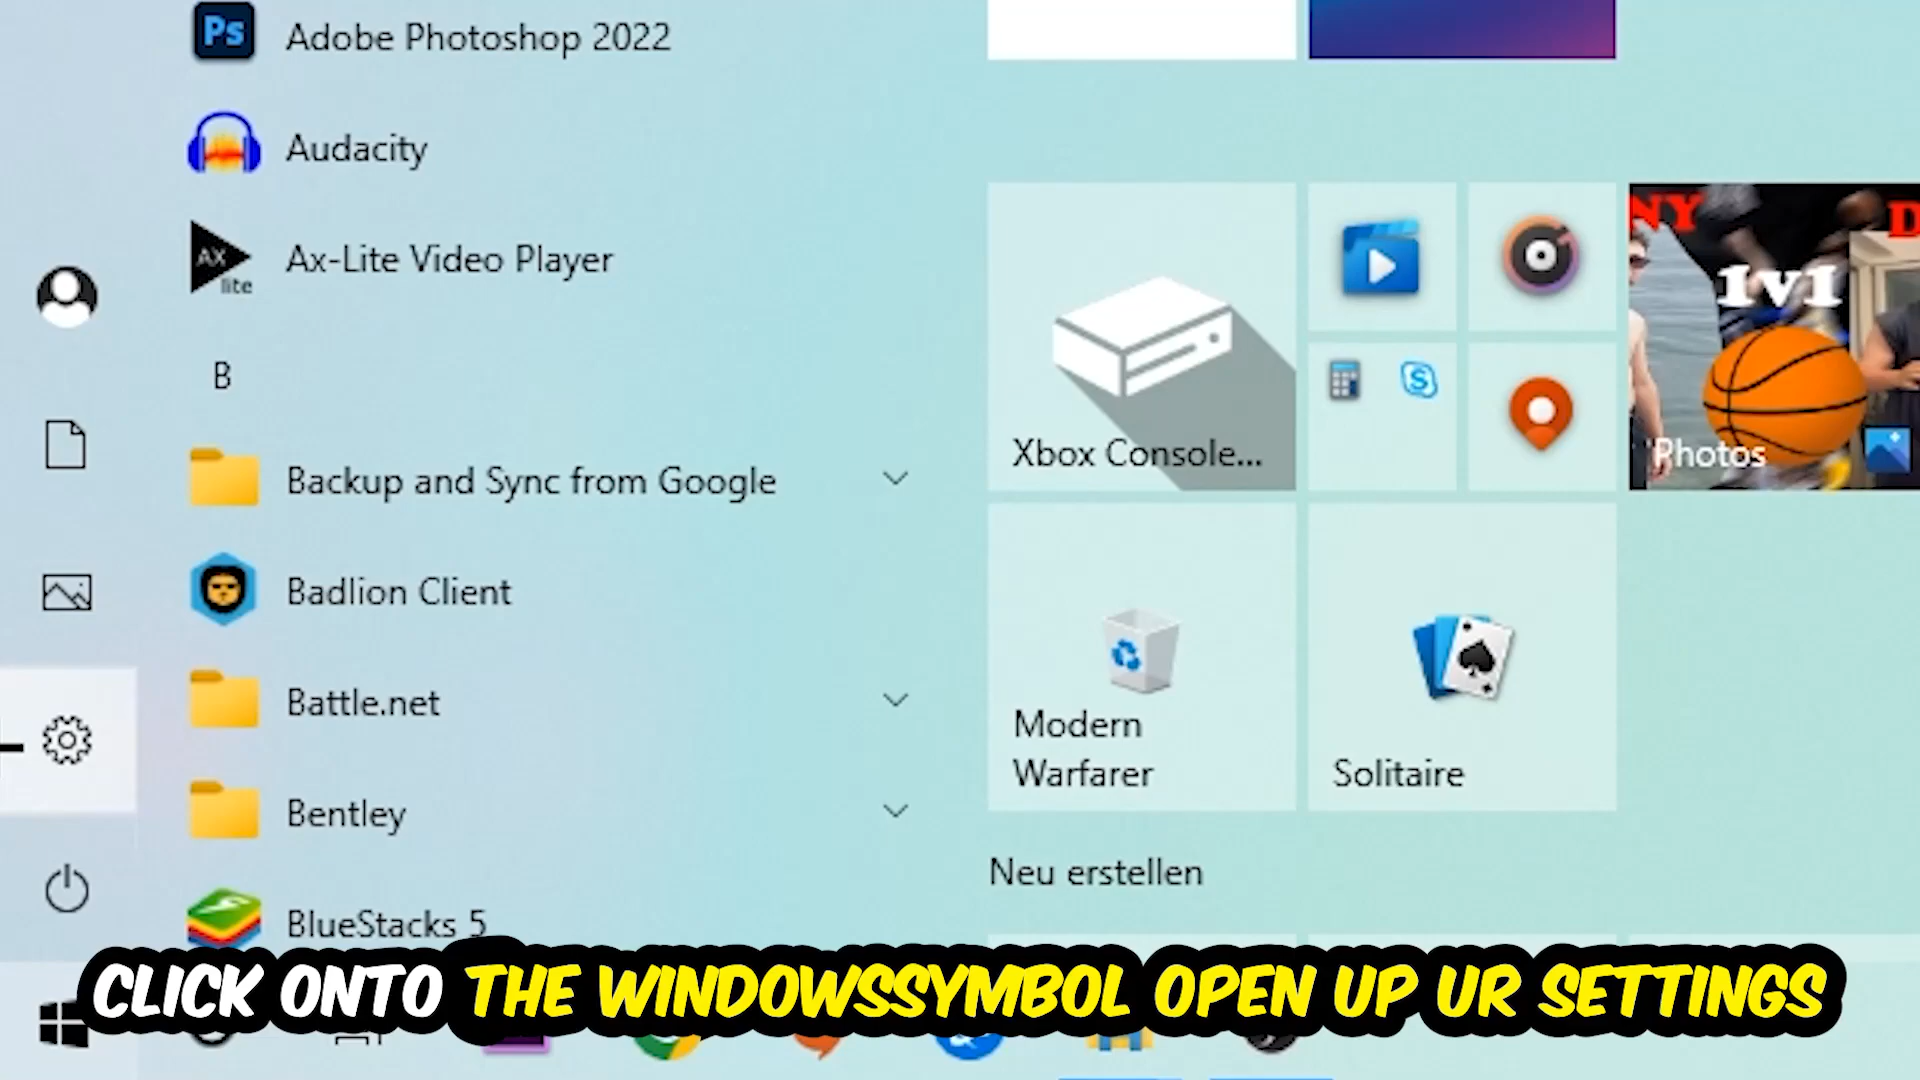 Ps
Adobe Photoshop 2022
Audacity
AX
lite
Ax-Lite Video Player
B
Backup and Sync from Google
Badlion Client
Battle.net
Bentley
BlueStacks 5
NY
D
1v1
Xbox Console...
S
Photos
Modern
Warfarer
Solitaire
Neu erstellen
CLICK ONTO THE WINDOWSSYMBOL OPEN UP UR SETTINGS